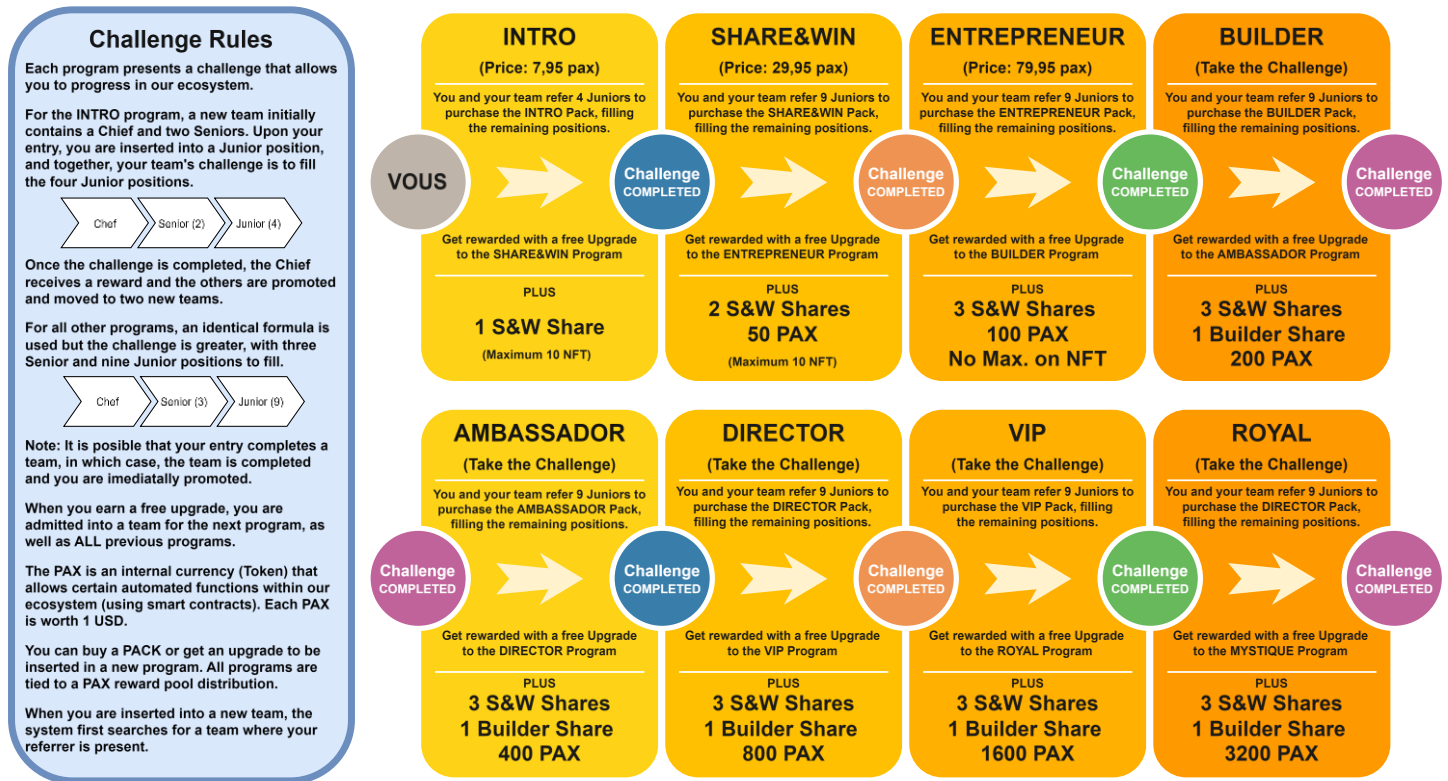 Challenge Rules
Each program presents a challenge that allows
you to progress in our ecosystem.
For the INTRO program, a new team initially
contains a Chief and two Seniors. Upon your
entry, you are inserted into a Junior position,
and together, your team's challenge is to fill
the four Junior positions.
Chef
Senior (2)
Junior (4)
Once the challenge is completed, the Chief
receives a reward and the others are promoted
and moved to two new teams.
For all other programs, an identical formula is
used but the challenge is greater, with three
Senior and nine Junior positions to fill.
Chef
Senior (3)
Junior (9)
Note: It is posible that your entry completes a
team, in which case, the team is completed
and you are imediatally promoted.
When you earn a free upgrade, you are
admitted into a team for the next program, as
well as ALL previous programs.
The PAX is an internal currency (Token) that
allows certain automated functions within our
ecosystem (using smart contracts). Each PAX
is worth 1 USD.
You can buy a PACK or get an upgrade to be
inserted in a new program. All programs are
tied to a PAX reward pool distribution.
When you are inserted into a new team, the
system first searches for a team where your
referrer is present.
VOUS
INTRO
(Price: 7,95 pax)
You and your team refer 4 Juniors to
purchase the INTRO Pack, filling
the remaining positions.
Get rewarded with a free Upgrade
to the SHARE&WIN Program
PLUS
1 S&W Share
(Maximum 10 NFT)
Challenge
COMPLETED
SHARE&WIN
(Price: 29,95 pax)
You and your team refer 9 Juniors to
purchase the SHARE&WIN Pack,
filling the remaining positions.
Get rewarded with a free Upgrade
to the ENTREPRENEUR Program
PLUS
2 S&W Shares
50 PAX
(Maximum 10 NFT)
Challenge
COMPLETED
ENTREPRENEUR
(Price: 79,95 pax)
You and your team refer 9 Juniors to
purchase the ENTREPRENEUR Pack,
filling the remaining positions.
Get rewarded with a free Upgrade
to the BUILDER Program
PLUS
3 S&W Shares
100 PAX
No Max. on NFT
Challenge
COMPLETED
BUILDER
(Take the Challenge)
You and your team refer 9 Juniors to
purchase the BUILDER Pack,
filling the remaining positions.
Get rewarded with a free Upgrade
to the AMBASSADOR Program
PLUS
3 S&W Shares
1 Builder Share
200 PAX
Challenge
COMPLETED
Challenge
COMPLETED
AMBASSADOR
(Take the Challenge)
You and your team refer 9 Juniors to
purchase the AMBASSADOR Pack,
filling the remaining positions.
Get rewarded with a free Upgrade
to the DIRECTOR Program
PLUS
3 S&W Shares
1 Builder Share
400 PAX
Challenge
COMPLETED
DIRECTOR
(Take the Challenge)
You and your team refer 9 Juniors to
purchase the DIRECTOR Pack,
filling the remaining positions.
Get rewarded with a free Upgrade
to the VIP Program
PLUS
3 S&W Shares
1 Builder Share
800 PAX
Challenge
COMPLETED
VIP
(Take the Challenge)
You and your team refer 9 Juniors to
purchase the VIP Pack, filling
the remaining positions.
Get rewarded with a free Upgrade
to the ROYAL Program
PLUS
3 S&W Shares
1 Builder Share
1600 PAX
Challenge
COMPLETED
ROYAL
(Take the Challenge)
You and your team refer 9 Juniors to
purchase the DIRECTOR Pack,
filling the remaining positions.
Get rewarded with a free Upgrade
to the MYSTIQUE Program
PLUS
3 S&W Shares
1 Builder Share
3200 PAX
Challenge
COMPLETED